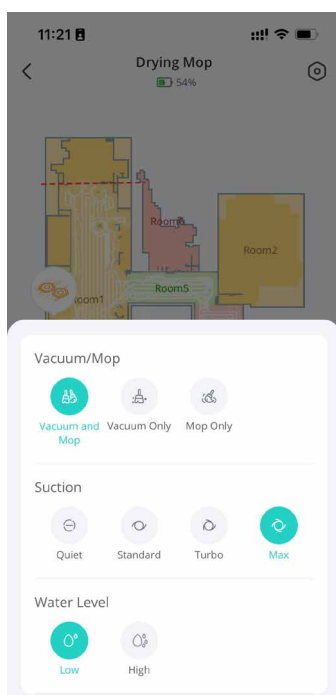 11:21
Drying Mop
54%
Room6
Room2
Room5
oom1
Vacuum/Mop
Vacuum and Vacuum Only Mop Only
Mop
Suction
Quiet Standard Turbo Max
Water Level
Low High